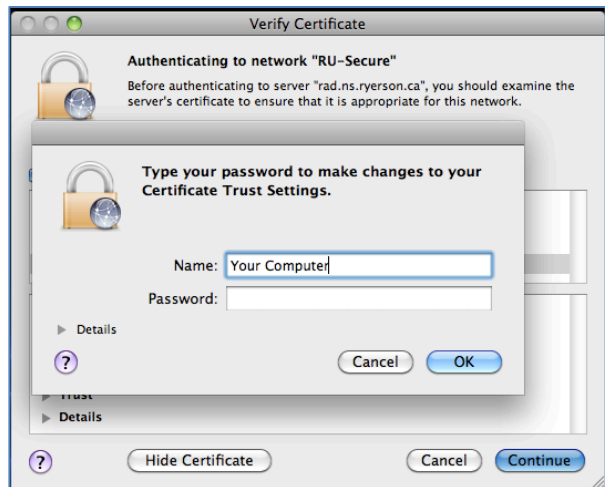 Verify Certificate
Authenticating to network "RU-Secure"
Before authenticating to server "rad.ns.ryerson.ca", you should examine the
server's certificate to ensure that it is appropriate for this network.
Type your password to make changes to your
Certificate Trust Settings.
Name: Your Computer
Password:
Details
? Cancel OK
Trust
Details
? Hide Certificate Cancel Continue